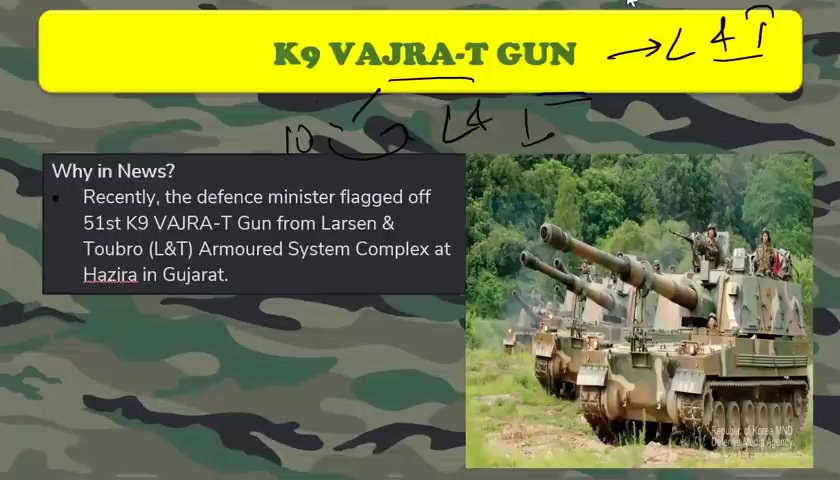 K9 VAJRA-T GUN
L & T
10
L&T
Why in News?
Recently, the defence minister flagged off
51st K9 VAJRA-T Gun from Larsen &
Toubro (L&T) Armoured System Complex at
Hazira in Gujarat.
Republic of Korea MND
Defense Media Agency